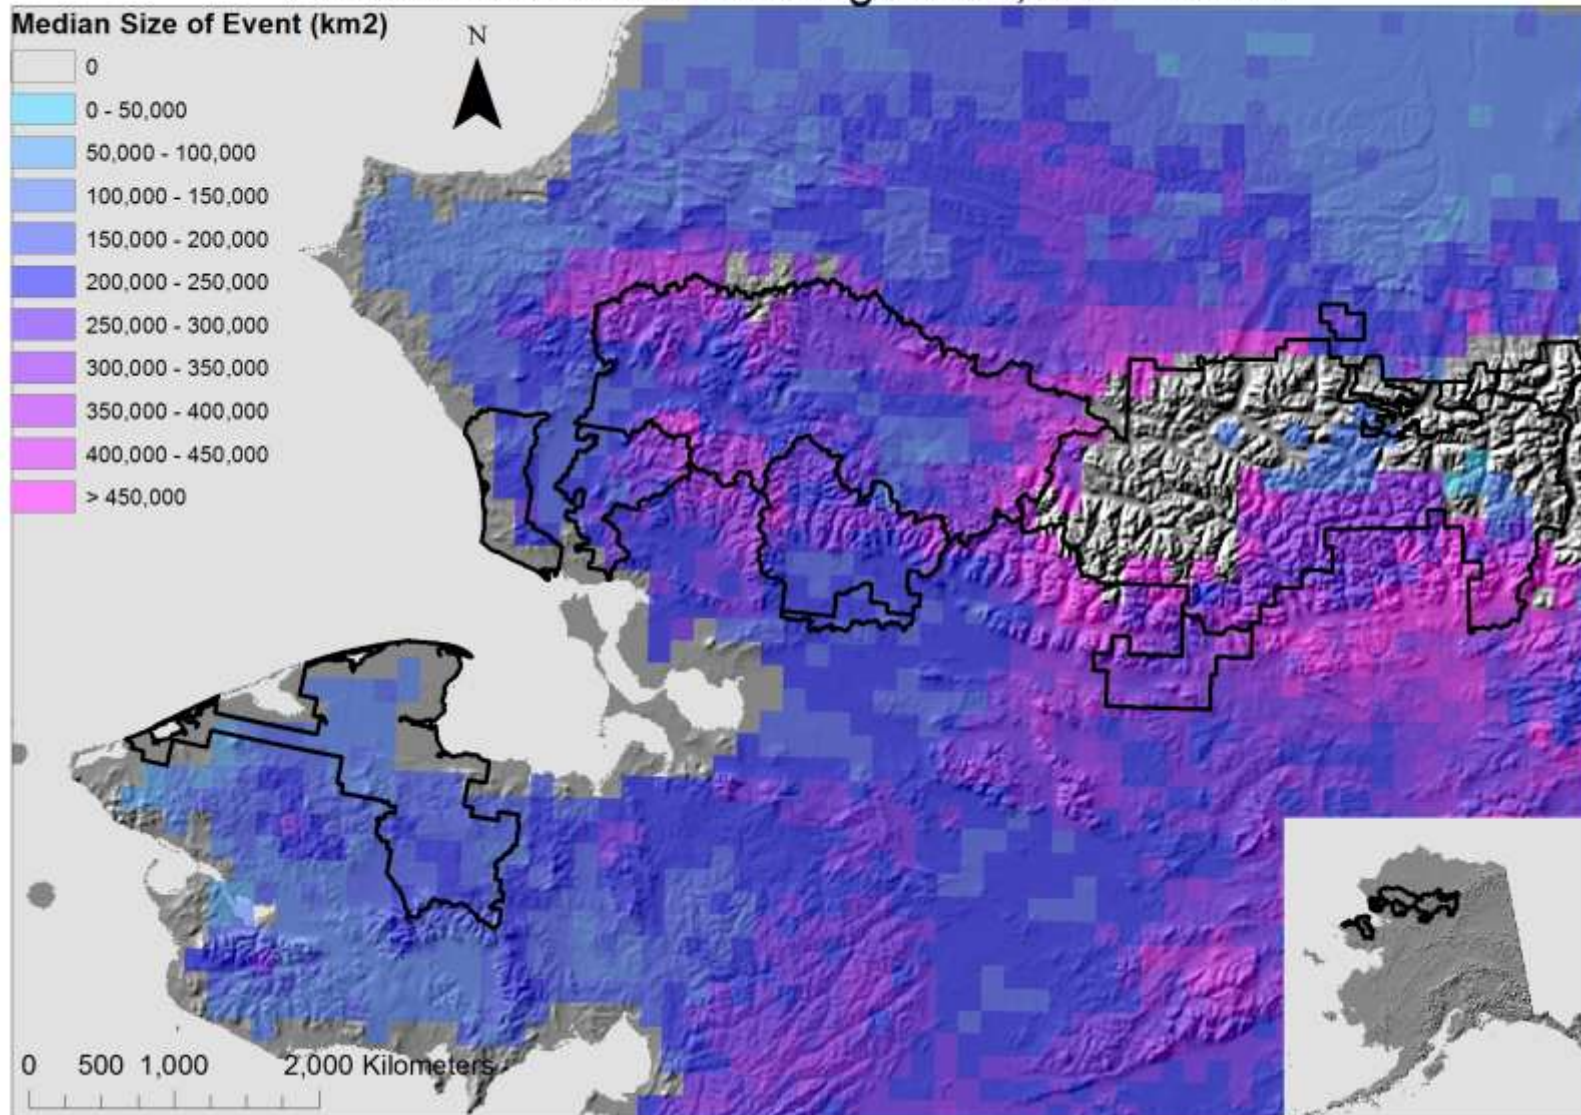 Median Size of Event (km2)
N
0
0 - 50,000
50,000 - 100,000
100,000 - 150,000
150,000 - 200,000
200,000 - 250,000
250,000 - 300,000
300,000 - 350,000
350,000 - 400,000
400,000 - 450,000
> 450,000
0 500 1,000 2,000 Kilometers